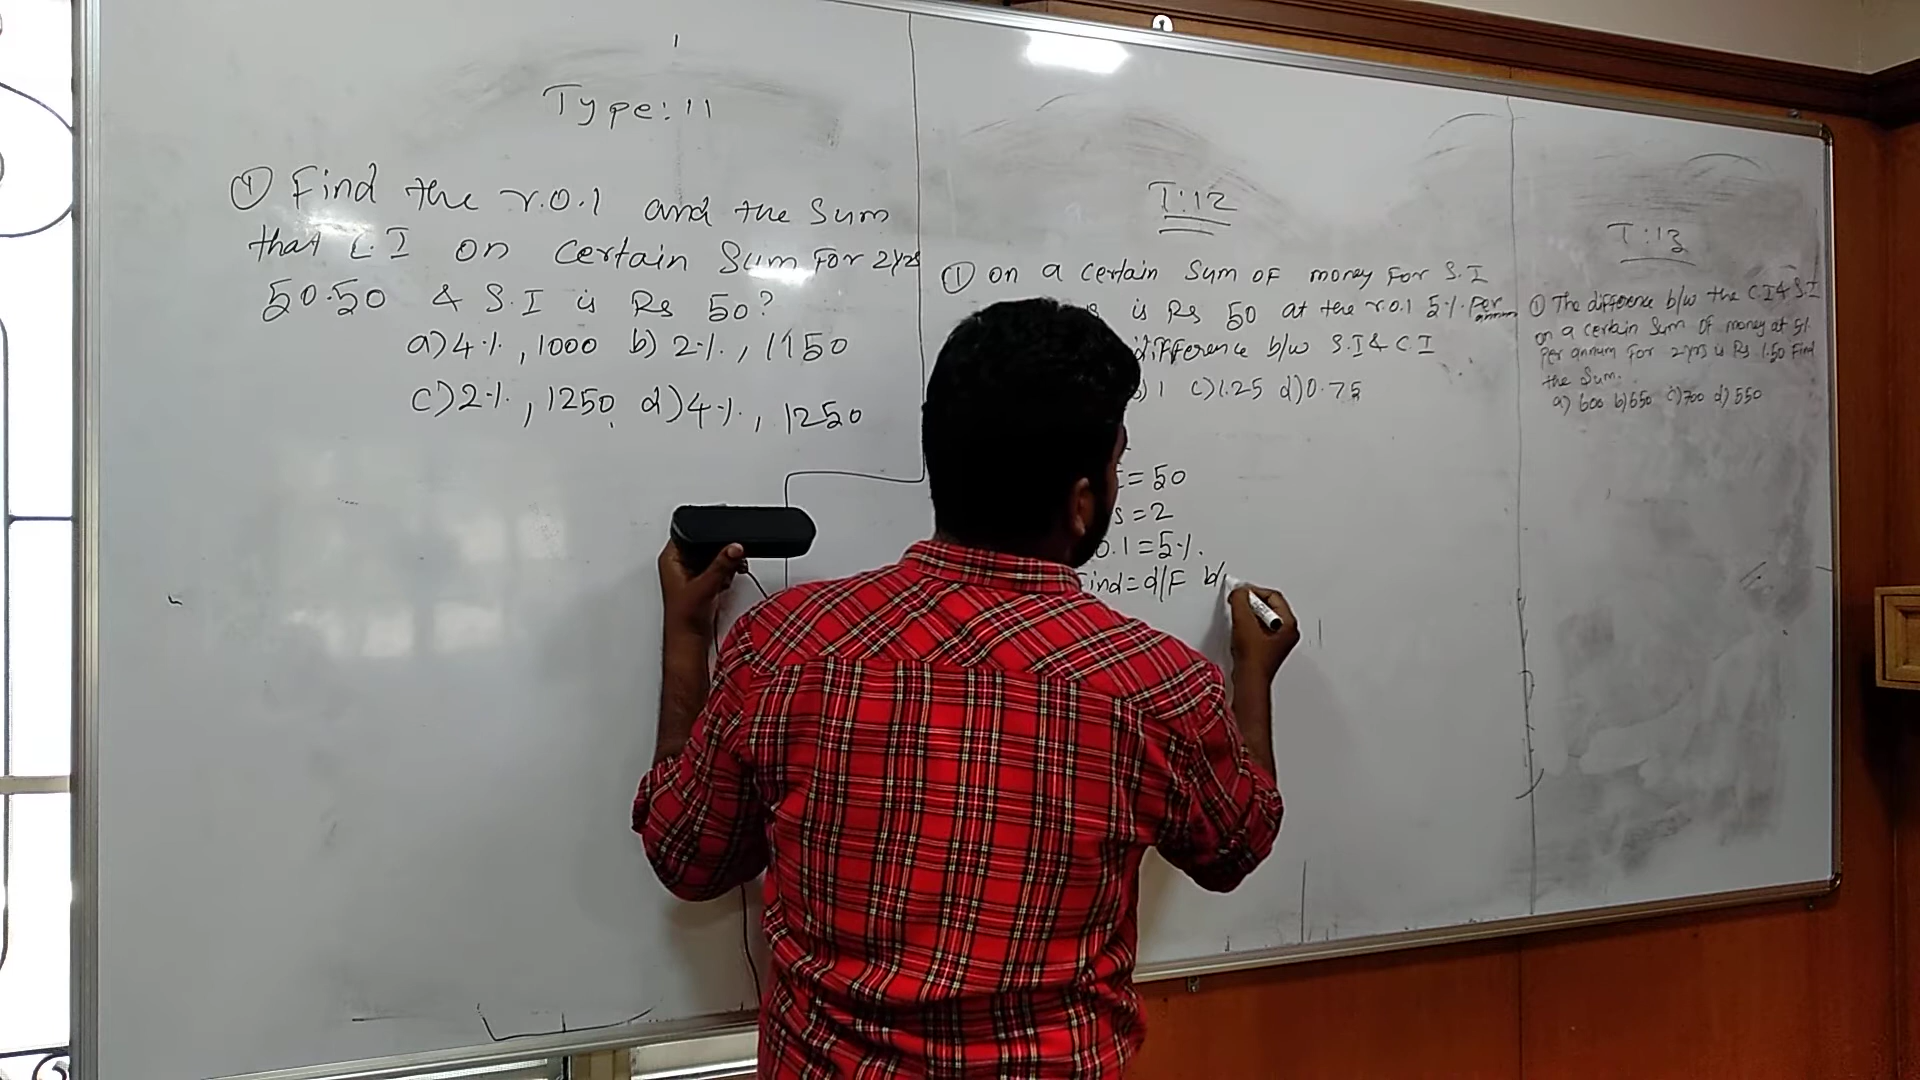 Type: 11
① Find the r.o.1 and the Sum
that C.I on certain Sum For 2yrs
50.50 & S.I is Rs 50?
a) 4%, 1000 b) 2%, 1150
c) 2%, 1250 d) 4%, 1250
T:12
① on a certain Sum OF money For S.I
is Rs 50 at the r.o.1 5% Per annum
difference b/w S.I & C.I
b) 1 c) 1.25 d) 0.75
= 50
s = 2
o.1 = 5%.
Find = d/F b/
T:13
① The difference b/w the C.I & S.I
on a certain Sum OF money at 5%
Per annum For 2yrs is Rs 1.50 Find
the Sum.
a) 600 b) 650 c) 700 d) 550